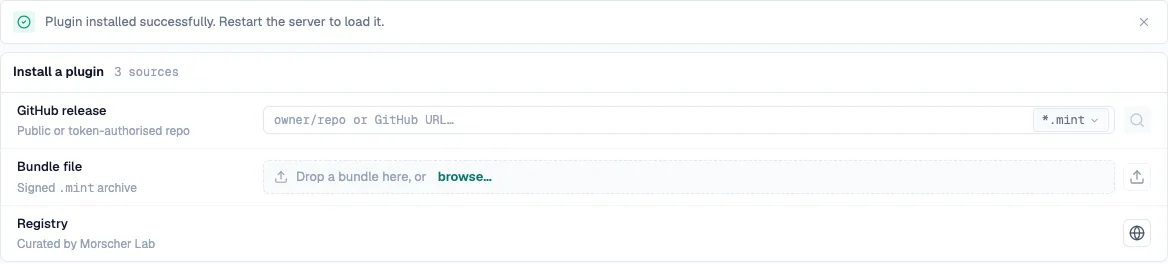 Plugin installed successfully. Restart the server to load it.
Install a plugin 3 sources
GitHub release
Public or token-authorised repo
owner/repo or GitHub URL…
*.mint
Bundle file
Signed .mint archive
Drop a bundle here, or browse…
Registry
Curated by Morscher Lab